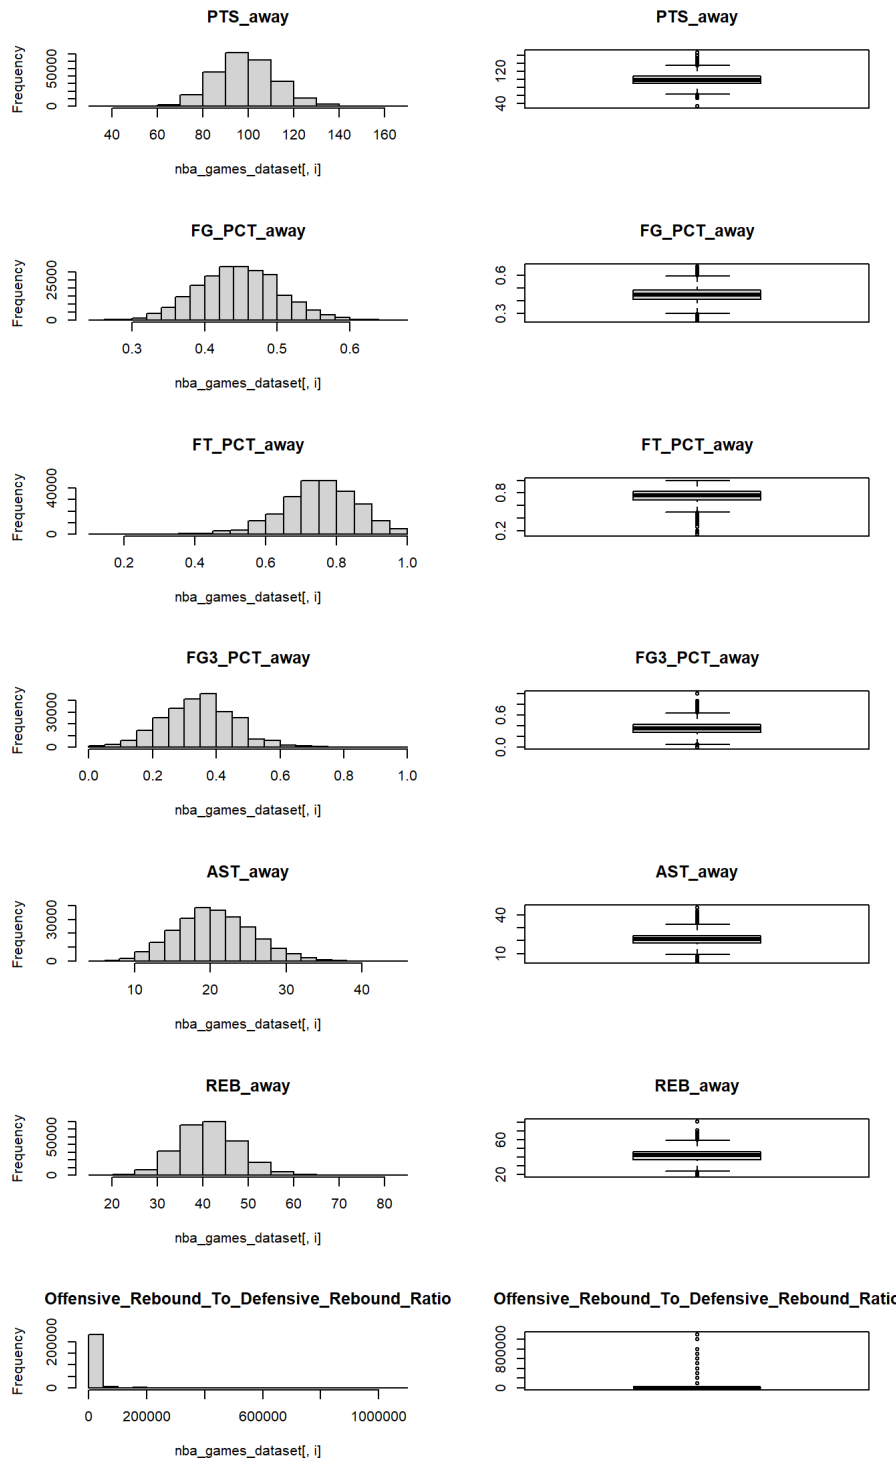 PTS_away
PTS_away
Frequency
0 50000
40 60 80 100 120 140 160
nba_games_dataset[, i]
40 120
FG_PCT_away
FG_PCT_away
Frequency
0 25000
0.3 0.4 0.5 0.6
nba_games_dataset[, i]
0.3 0.6
FT_PCT_away
FT_PCT_away
Frequency
0 40000
0.2 0.4 0.6 0.8 1.0
nba_games_dataset[, i]
0.2 0.8
FG3_PCT_away
FG3_PCT_away
Frequency
0 30000
0.0 0.2 0.4 0.6 0.8 1.0
nba_games_dataset[, i]
0.0 0.6
AST_away
AST_away
Frequency
0 30000
10 20 30 40
nba_games_dataset[, i]
10 40
REB_away
REB_away
Frequency
0 50000
20 30 40 50 60 70 80
nba_games_dataset[, i]
20 60
Offensive_Rebound_To_Defensive_Rebound_Ratio
Offensive_Rebound_To_Defensive_Rebound_Ratio
Frequency
0 200000
0 200000 600000 1000000
nba_games_dataset[, i]
0 800000